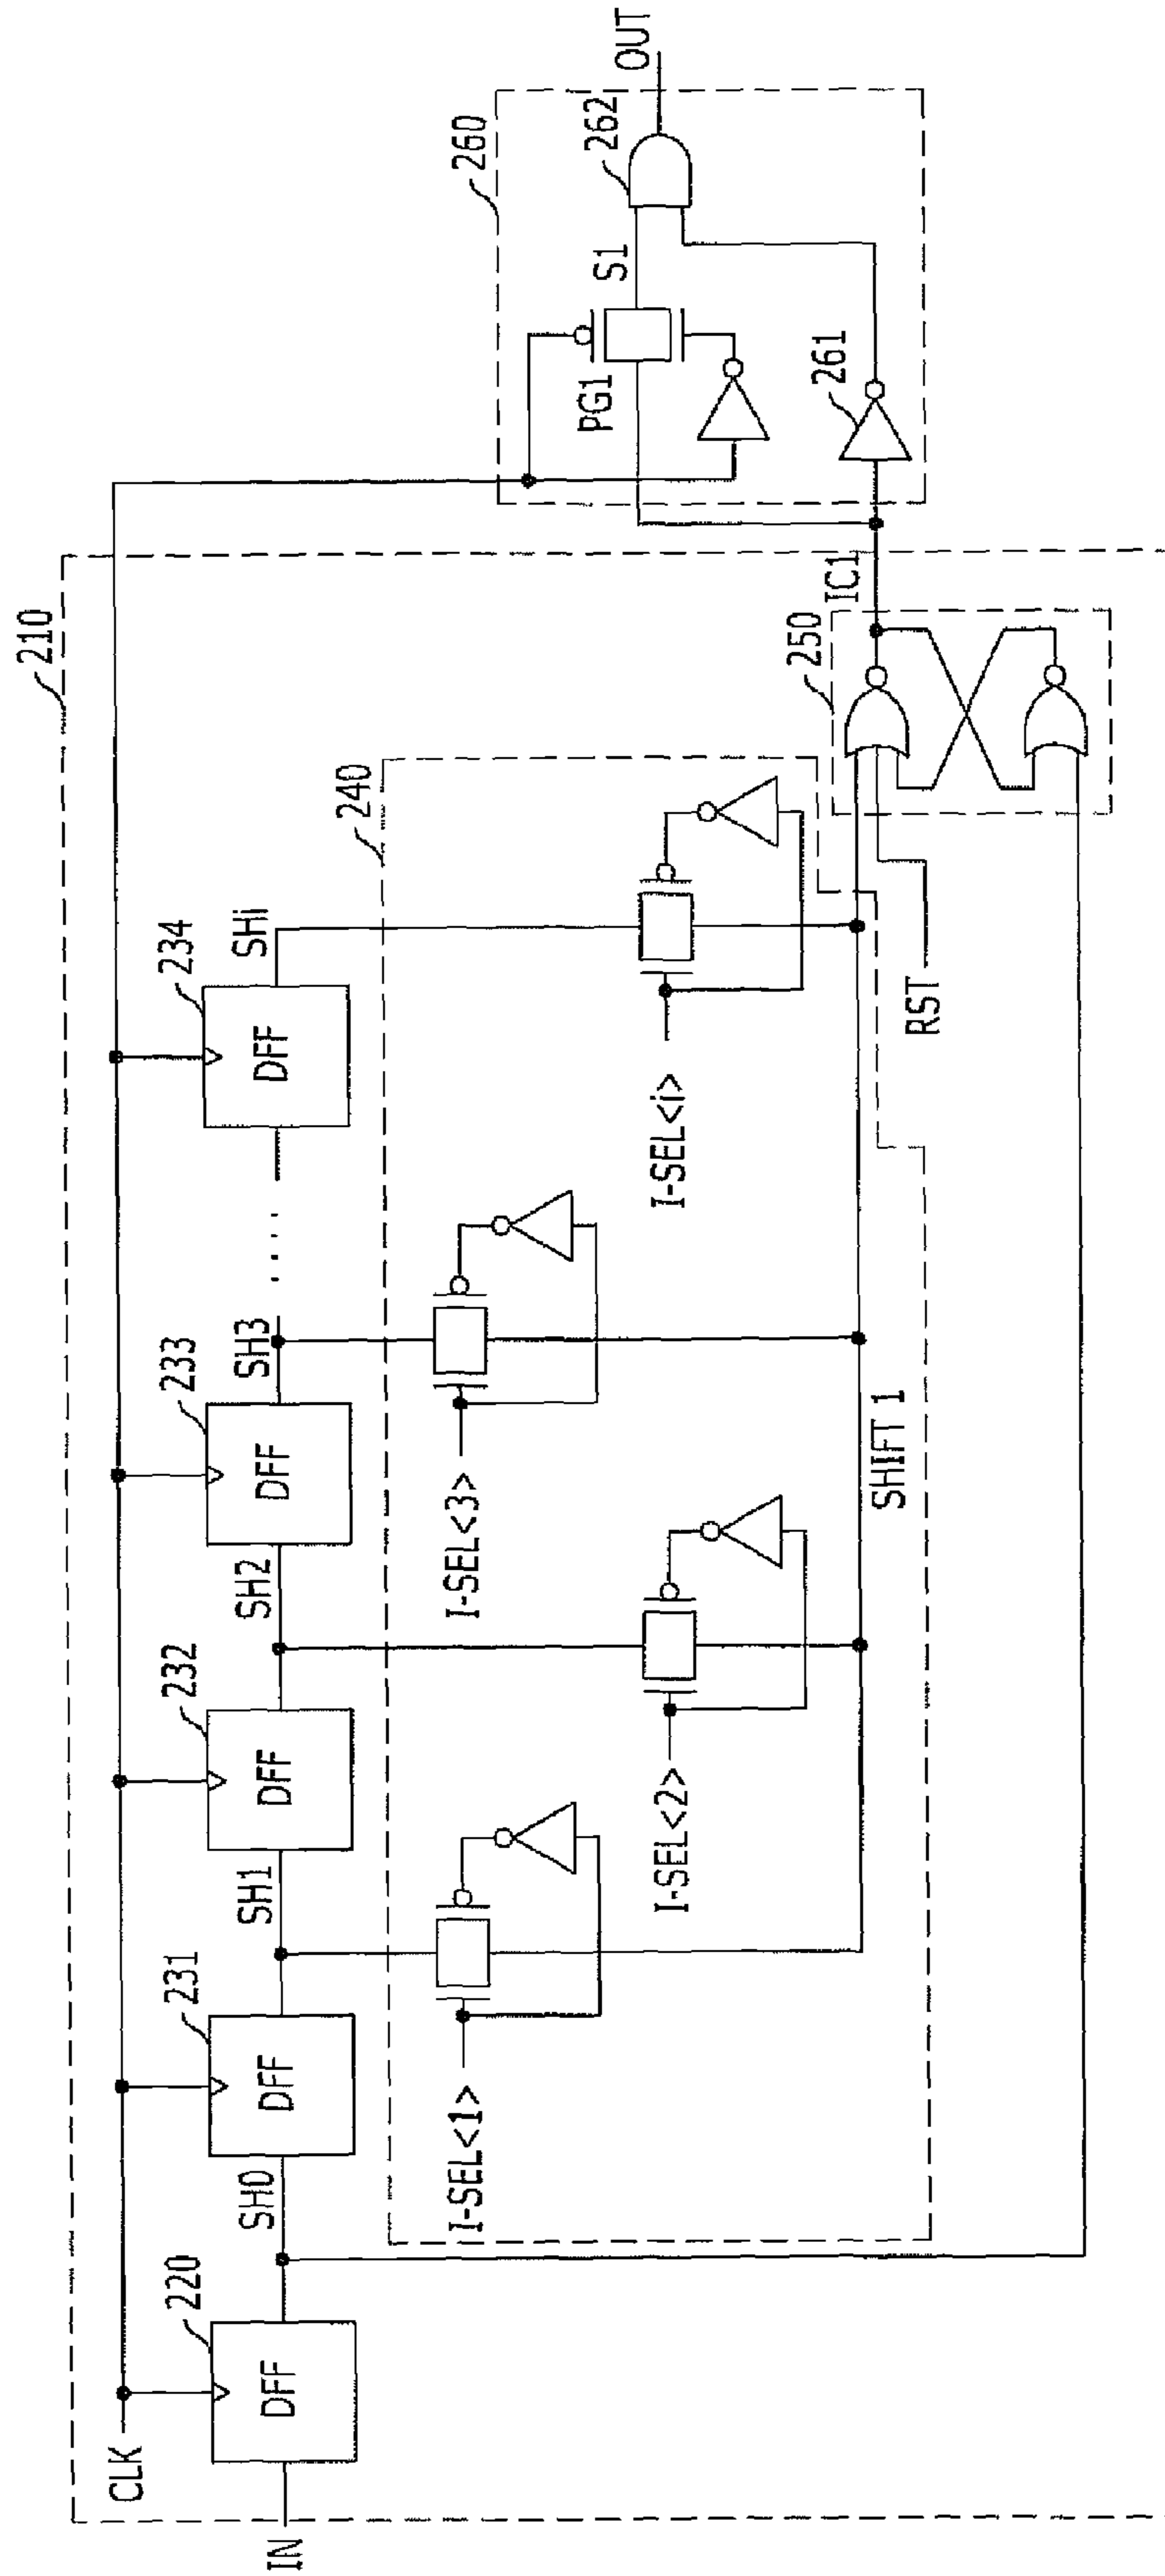 210
CLK
IN
220
DFF
SH0
231
DFF
SH1
232
DFF
SH2
233
DFF
SH3
....
234
DFF
SHi
240
I-SEL<1>
I-SEL<2>
I-SEL<3>
I-SEL<i>
SHIFT 1
RST
250
IC1
260
PG1
S1
262
261
OUT